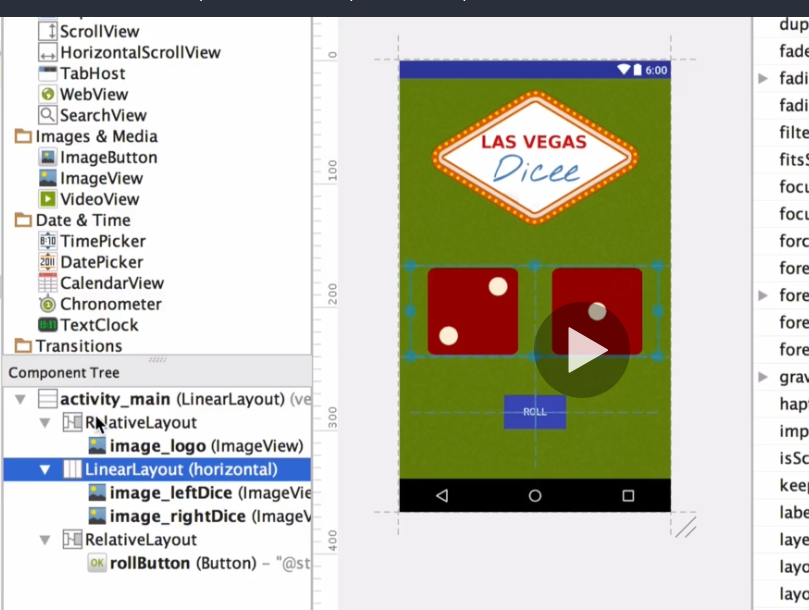 ScrollView
HorizontalScrollView
TabHost
WebView
SearchView
Images & Media
ImageButton
ImageView
VideoView
Date & Time
TimePicker
DatePicker
CalendarView
Chronometer
TextClock
Transitions
Component Tree
activity_main (LinearLayout) (ve
RelativeLayout
image_logo (ImageView)
LinearLayout (horizontal)
image_leftDice (ImageVie
image_rightDice (ImageV
RelativeLayout
OK rollButton (Button) – "@st
0
100
200
300
400
6:00
LAS VEGAS
Dicee
ROLL
dup
fade
fadi
fadi
filte
fitsS
focu
focu
forc
fore
fore
fore
fore
grav
hapt
imp
isSc
keep
labe
laye
layo
layo